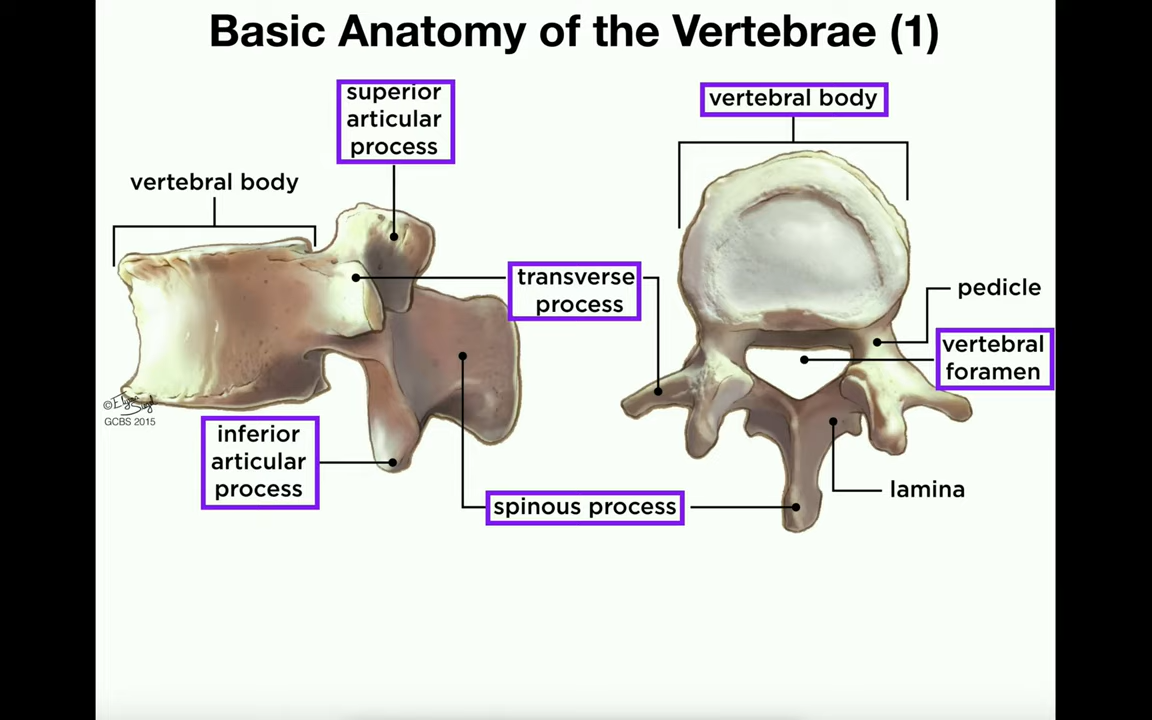 Basic Anatomy of the Vertebrae (1)
superior
articular
process
vertebral body
vertebral body
transverse
process
pedicle
vertebral
foramen
©
GCBS 2015
inferior
articular
process
spinous process
lamina